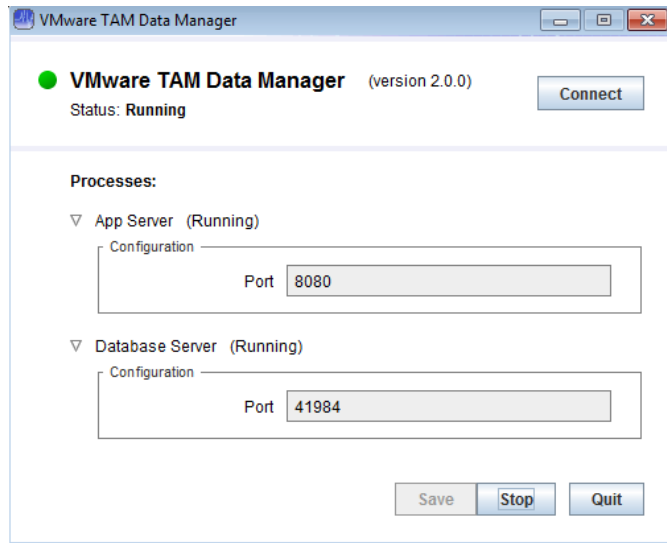 VMware TAM Data Manager
VMware TAM Data Manager (version 2.0.0)
Connect
Status: Running
Processes:
App Server (Running)
Configuration
Port 8080
Database Server (Running)
Configuration
Port 41984
Save Stop Quit